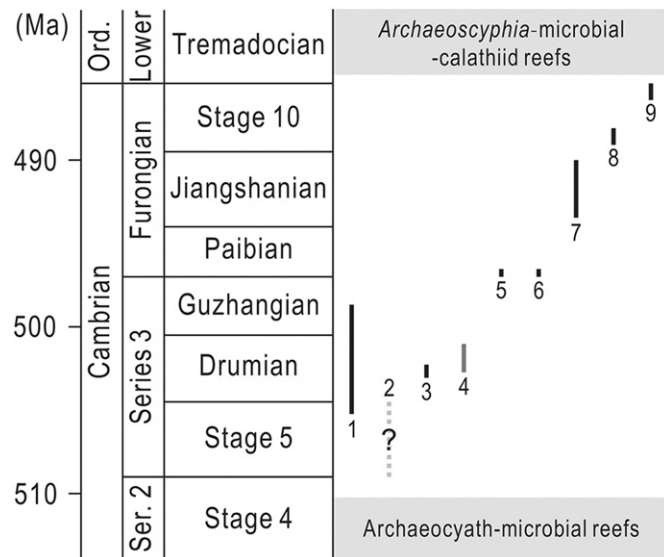 (Ma)
Ord.
Lower
Tremadocian
Archaeoscyphia-microbial
-calathiid reefs
Cambrian
Furongian
Stage 10
9
490
8
Jiangshanian
7
Paibian
5
6
Series 3
Guzhangian
500
Drumian
3
4
2
1
Stage 5
?
510
Ser. 2
Stage 4
Archaeocyath-microbial reefs